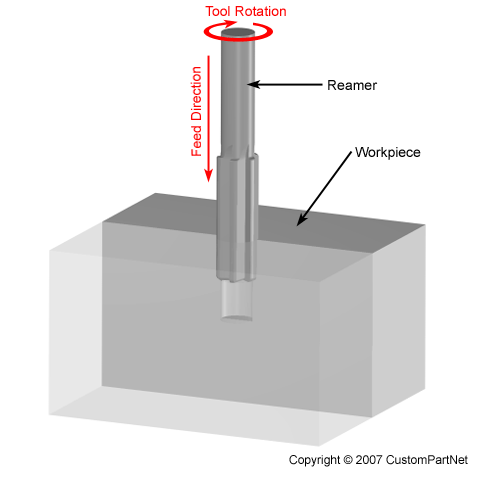 Tool Rotation
Feed Direction
Reamer
Workpiece
Copyright © 2007 CustomPartNet